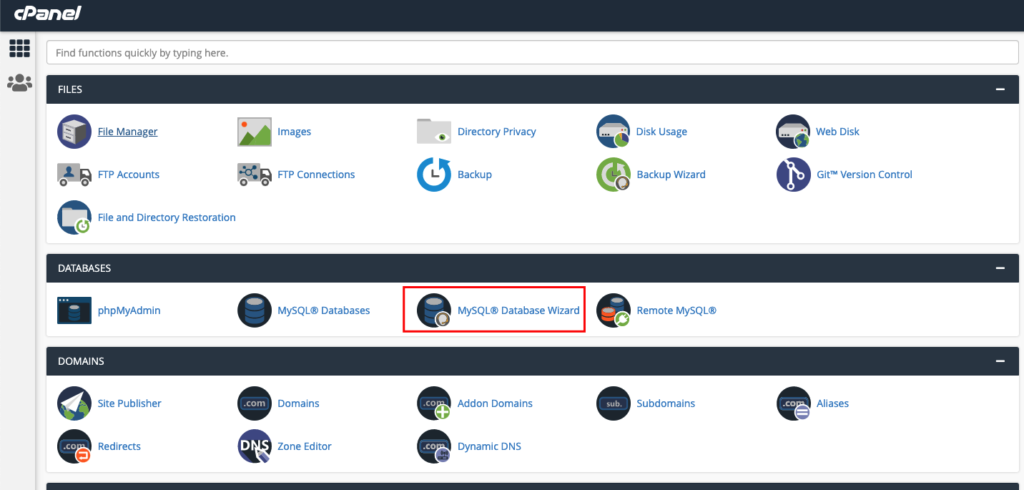 cPanel
Find functions quickly by typing here.
FILES
File Manager
Images
Directory Privacy
Disk Usage
Web Disk
FTP Accounts
FTP Connections
Backup
Backup Wizard
Git™ Version Control
File and Directory Restoration
DATABASES
phpMyAdmin
MySQL® Databases
MySQL® Database Wizard
Remote MySQL®
DOMAINS
Site Publisher
.com
Domains
.com
Addon Domains
sub.
Subdomains
.com
Aliases
.com
Redirects
DNS
Zone Editor
.com
Dynamic DNS